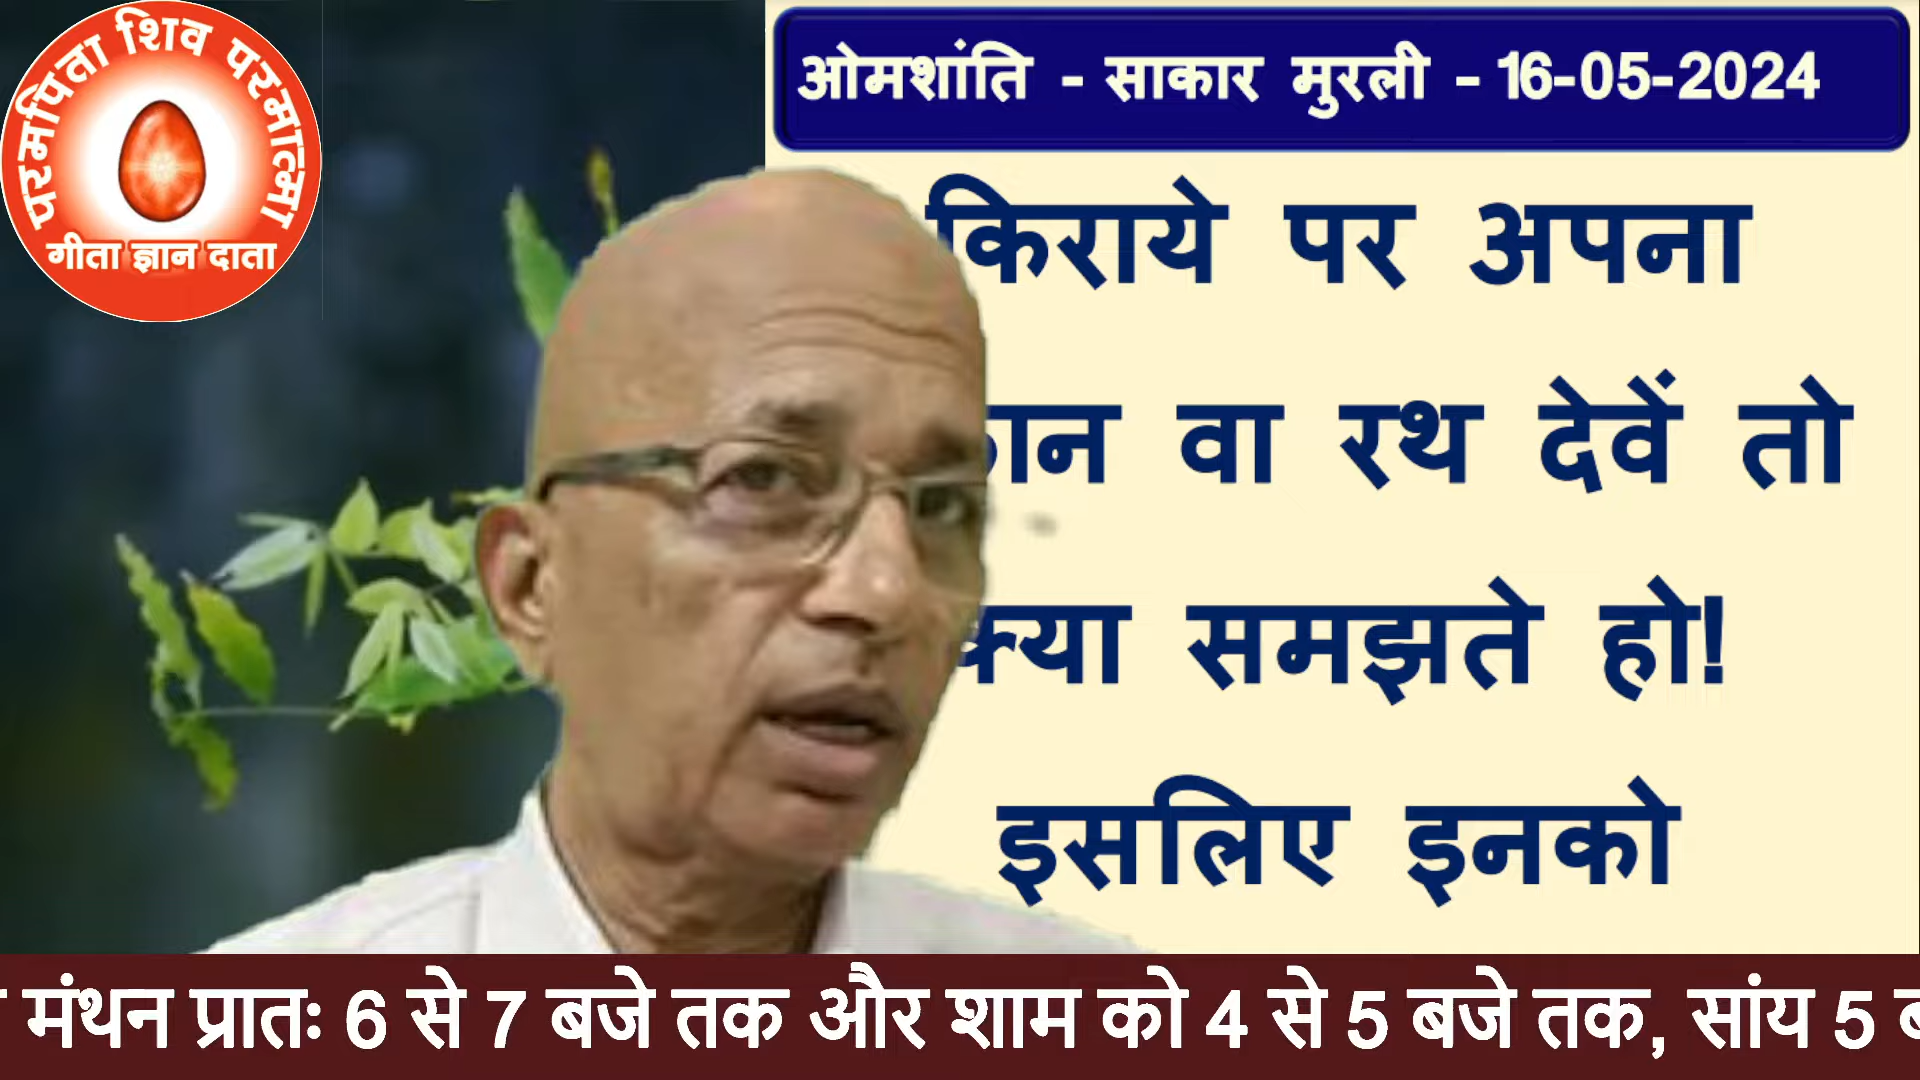 परमपिता शिव परमात्मा
गीता ज्ञान दाता
ओमशांति - साकार मुरली - 16-05-2024
किराये पर अपना
वा रथ देवें तो
क्या समझते हो!
इसलिए इनको
मंथन प्रातः 6 से 7 बजे तक और शाम को 4 से 5 बजे तक, सांय 5